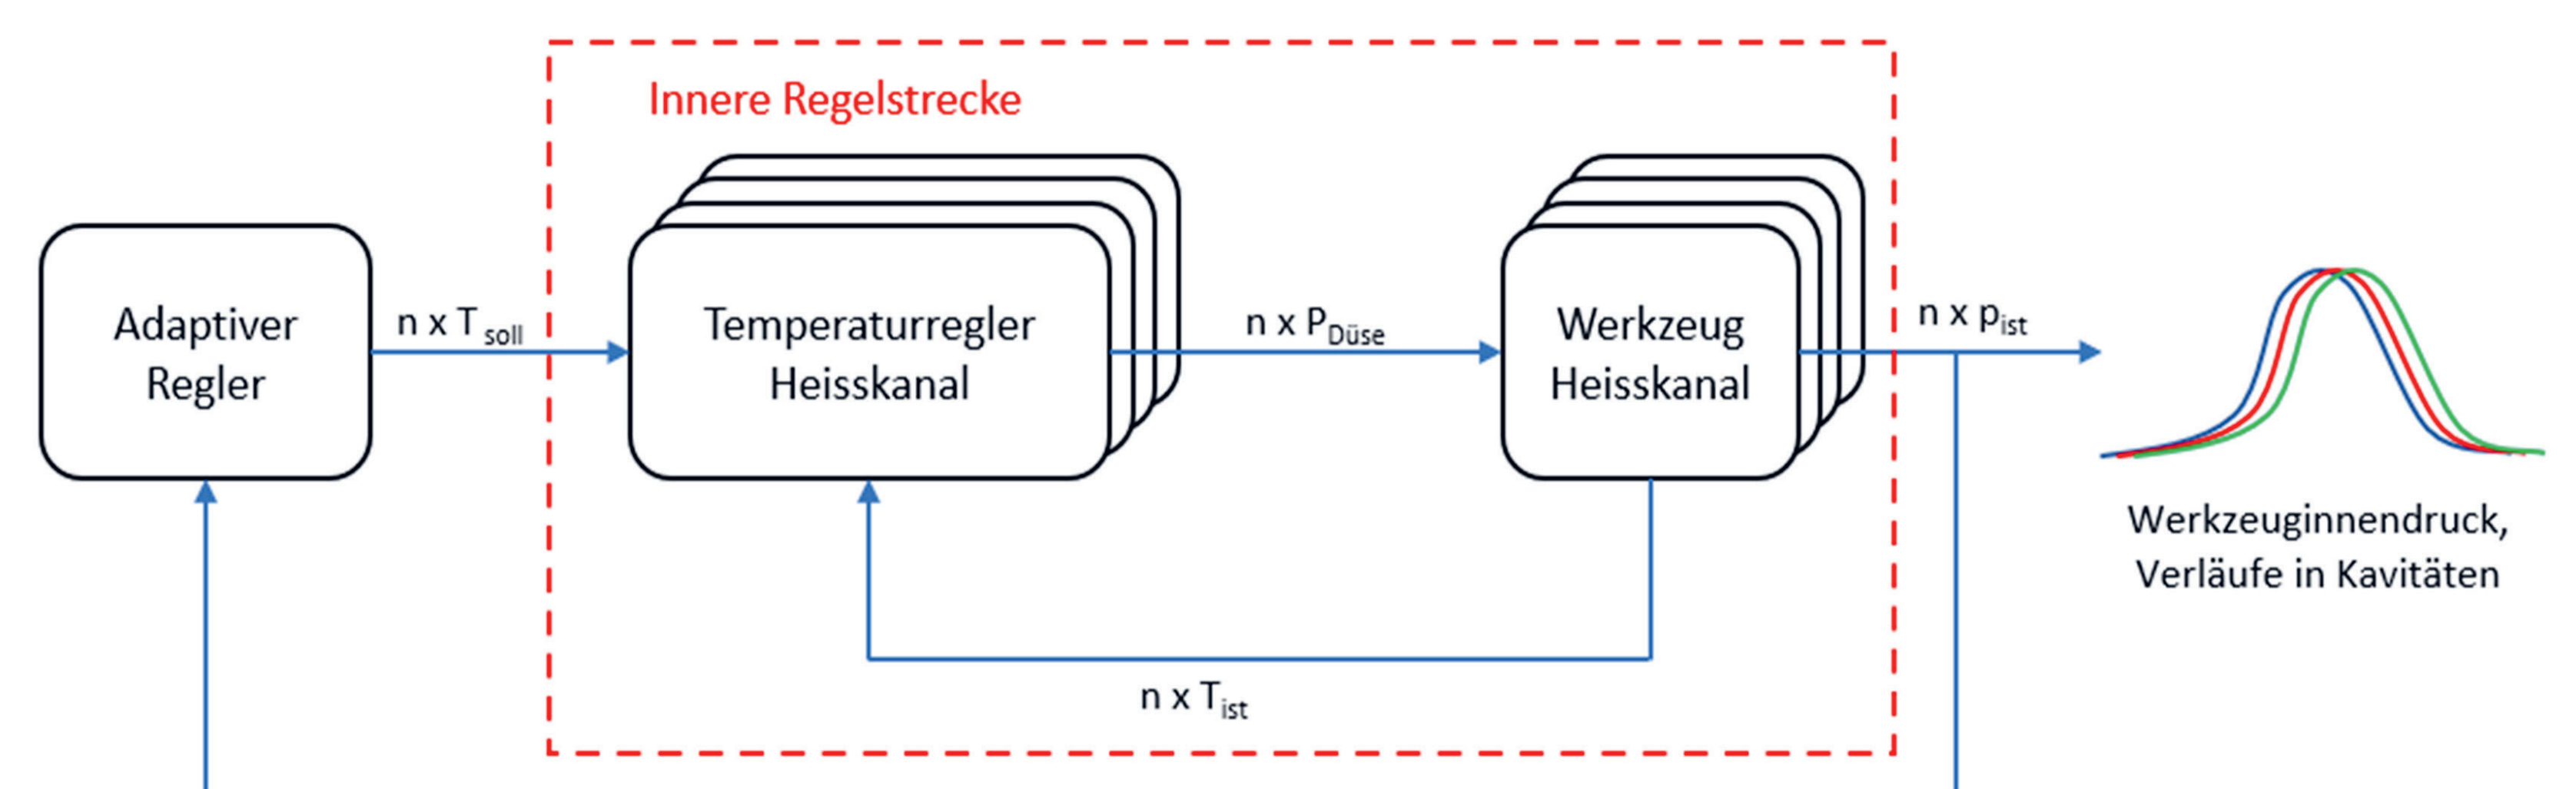 Innere Regelstrecke
Adaptiver
Regler
n x T soll
Temperaturregler
Heisskanal
n x PDüse
Werkzeug
Heisskanal
n x pist
Werkzeuginnendruck,
Verläufe in Kavitäten
n x Tist